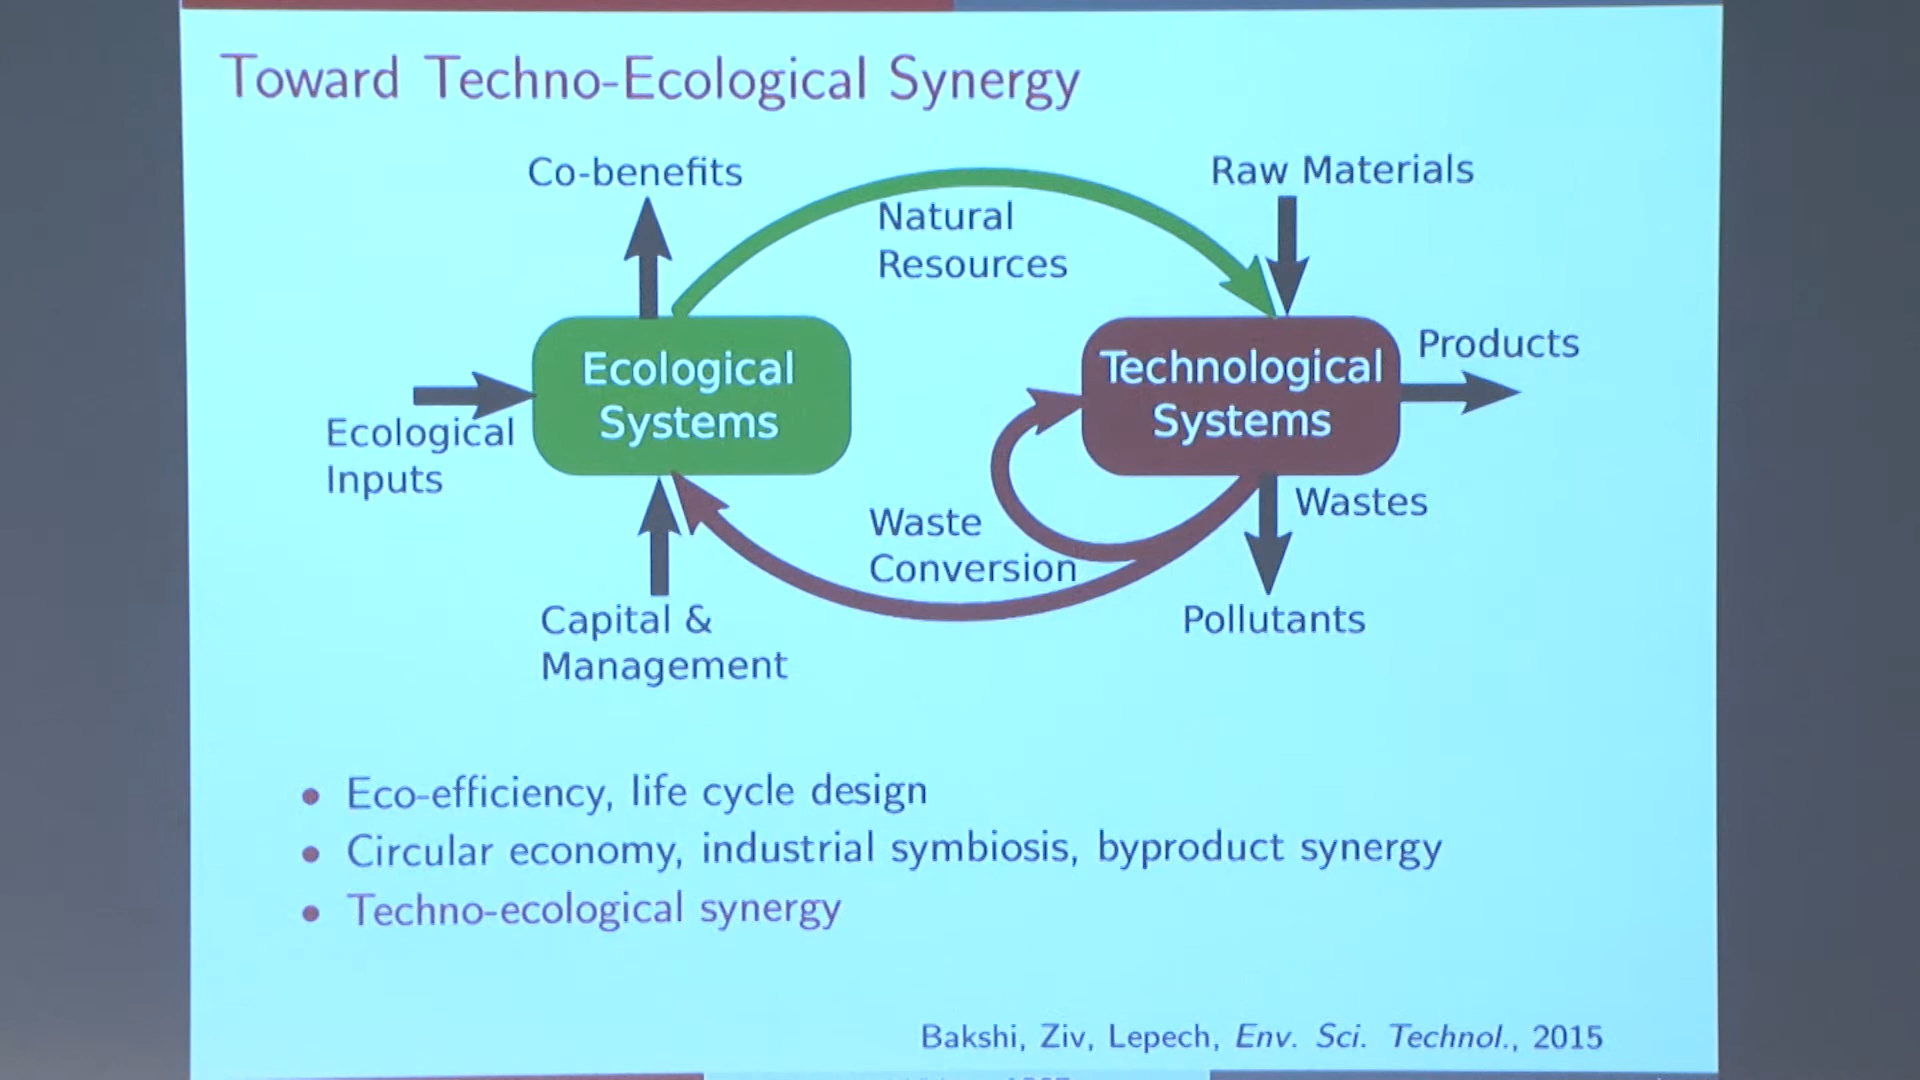 Toward Techno-Ecological Synergy
Co-benefits
Raw Materials
Natural
Resources
Ecological
Systems
Technological
Systems
Products
Ecological
Inputs
Waste
Conversion
Wastes
Capital &
Management
Pollutants
• Eco-efficiency, life cycle design
• Circular economy, industrial symbiosis, byproduct synergy
• Techno-ecological synergy
Bakshi, Ziv, Lepech, Env. Sci. Technol., 2015